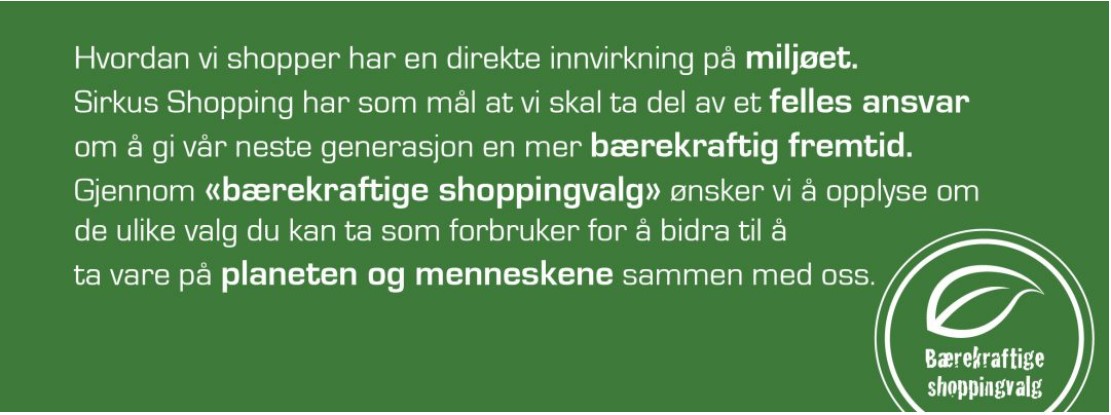 Hvordan vi shopper har en direkte innvirkning på miljøet.
Sirkus Shopping har som mål at vi skal ta del av et felles ansvar
om å gi vår neste generasjon en mer bærekraftig fremtid.
Gjennom «bærekraftige shoppingvalg» ønsker vi å opplyse om
de ulike valg du kan ta som forbruker for å bidra til å
ta vare på planeten og menneskene sammen med oss.
Bærekraftige
shoppingvalg